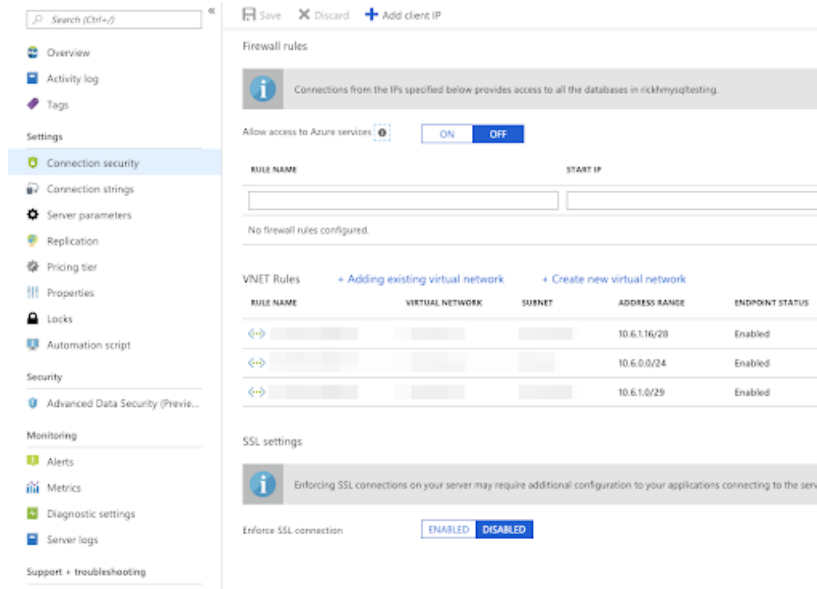 Search (Ctrl+/)
«
Overview
Activity log
Tags
Settings
Connection security
Connection strings
Server parameters
Replication
Pricing tier
Properties
Locks
Automation script
Security
Advanced Data Security (Previe...
Monitoring
Alerts
Metrics
Diagnostic settings
Server logs
Support + troubleshooting
Save Discard + Add client IP
Firewall rules
Connections from the IPs specified below provides access to all the databases in rickhmysqltesting.
Allow access to Azure services ON OFF
RULE NAME START IP
No firewall rules configured.
VNET Rules + Adding existing virtual network + Create new virtual network
RULE NAME VIRTUAL NETWORK SUBNET ADDRESS RANGE ENDPOINT STATUS
10.6.1.16/28 Enabled
10.6.0.0/24 Enabled
10.6.1.0/29 Enabled
SSL settings
Enforcing SSL connections on your server may require additional configuration to your applications connecting to the serv
Enforce SSL connection ENABLED DISABLED